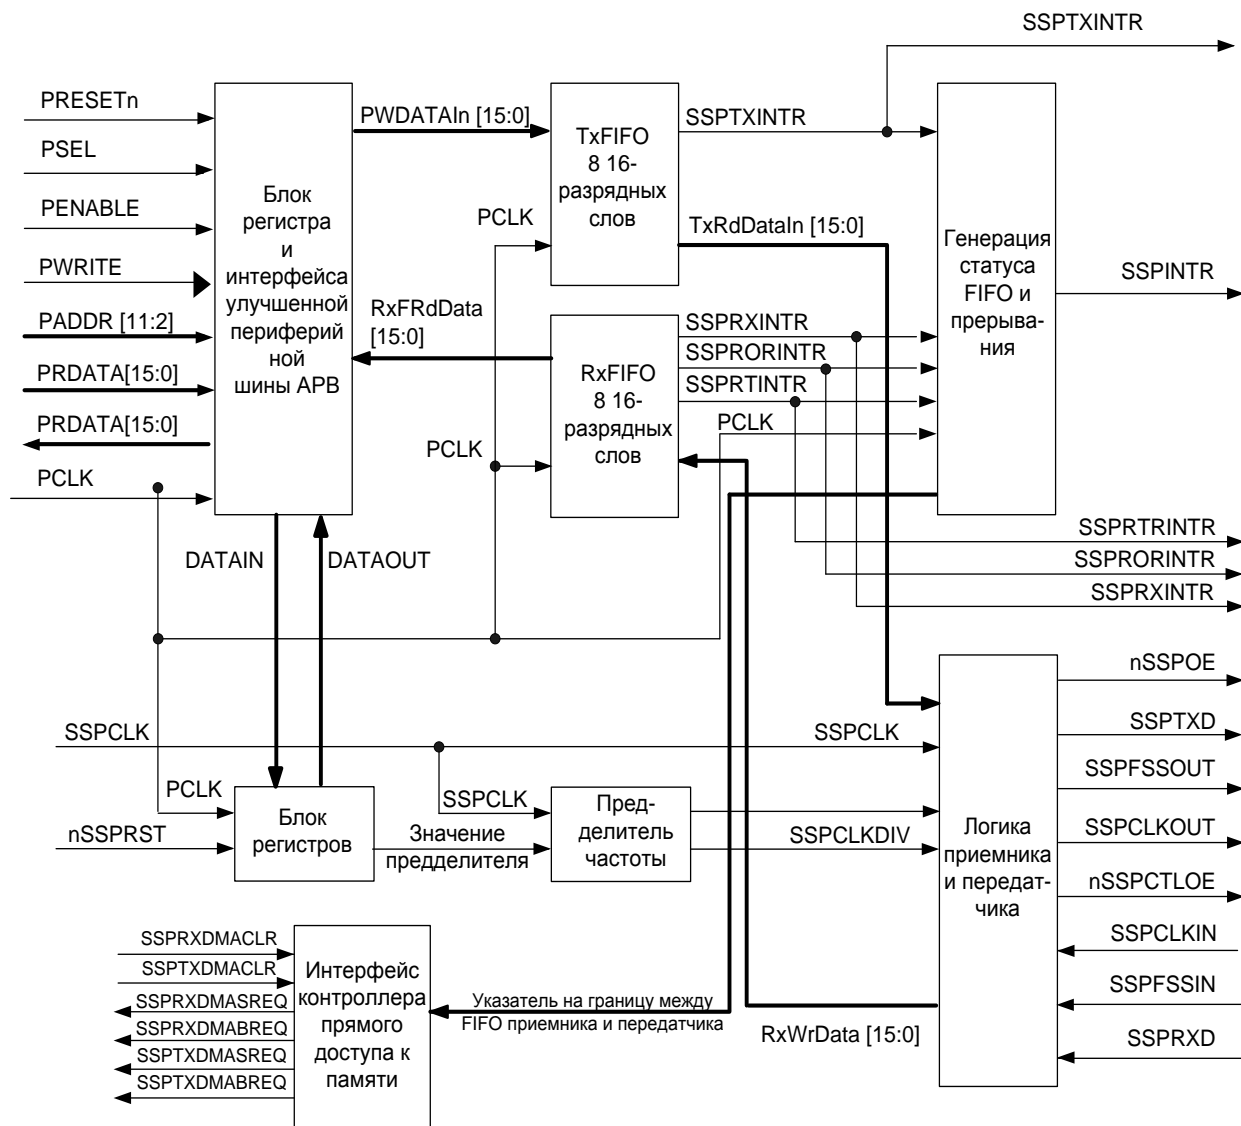 SSPTXINTR
PRESETn
PSEL
PENABLE
PWRITE
PADDR [11:2]
PRDATA[15:0]
PRDATA[15:0]
PCLK
Блок
регистра
и
интерфейса
улучшенной
периферий
ной
шины APB
PWDATAIn [15:0]
PCLK
RxFRdData
[15:0]
PCLK
TxFIFO
8 16-
разрядных
слов
SSPTXINTR
TxRdDataIn [15:0]
RxFIFO
8 16-
разрядных
слов
SSPRXINTR
SSPRORINTR
SSPRTINTR
PCLK
Генерация
статуса
FIFO и
прерыва-
ния
SSPINTR
DATAIN
DATAOUT
SSPRTRINTR
SSPRORINTR
SSPRXINTR
SSPCLK
SSPCLK
PCLK
nSSPRST
Блок
регистров
SSPCLK
Значение
предделителя
Пред-
делитель
частоты
SSPCLKDIV
Логика
приемника
и передат-
чика
nSSPOE
SSPTXD
SSPFSSOUT
SSPCLKOUT
nSSPCTLOE
SSPCLKIN
SSPFSSIN
SSPRXD
SSPRXDMACLR
SSPTXDMACLR
SSPRXDMASREQ
SSPRXDMABREQ
SSPTXDMASREQ
SSPTXDMABREQ
Интерфейс
контроллера
прямого
доступа к
памяти
Указатель на границу между
FIFO приемника и передатчика
RxWrData [15:0]